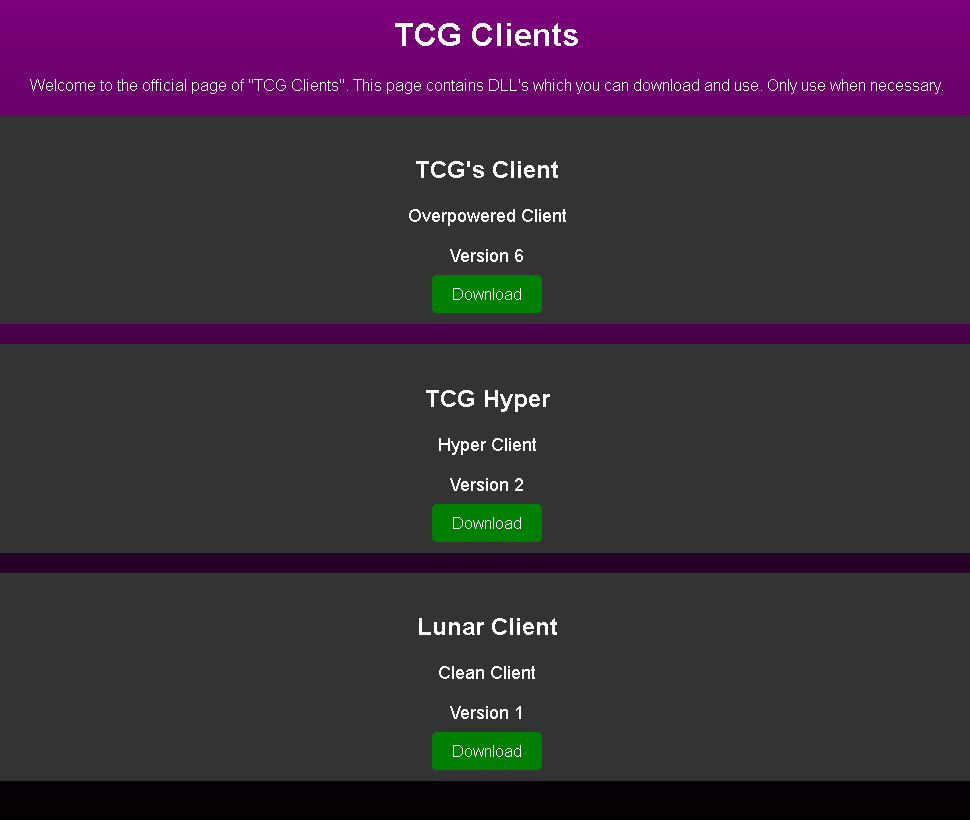 TCG Clients
Welcome to the official page of "TCG Clients". This page contains DLL's which you can download and use. Only use when necessary.
TCG's Client
Overpowered Client
Version 6
Download
TCG Hyper
Hyper Client
Version 2
Download
Lunar Client
Clean Client
Version 1
Download